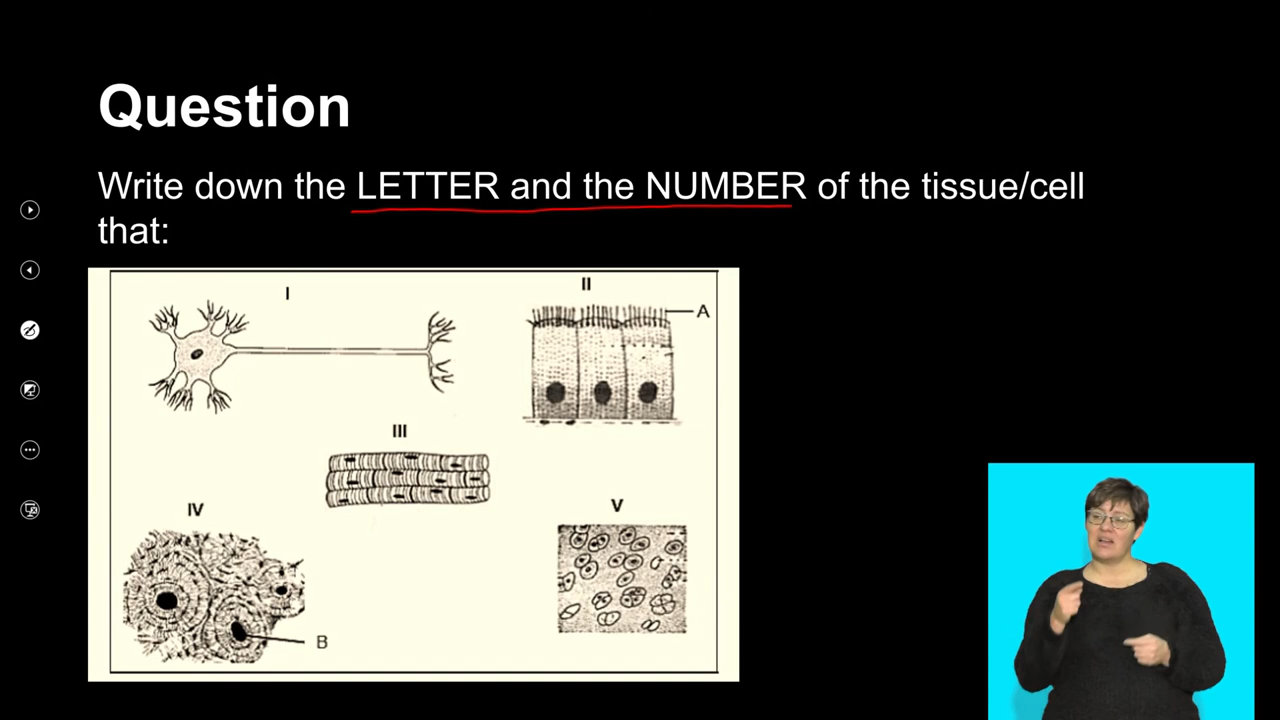 Question
Write down the LETTER and the NUMBER of the tissue/cell
that:
I
II
A
III
IV
V
B